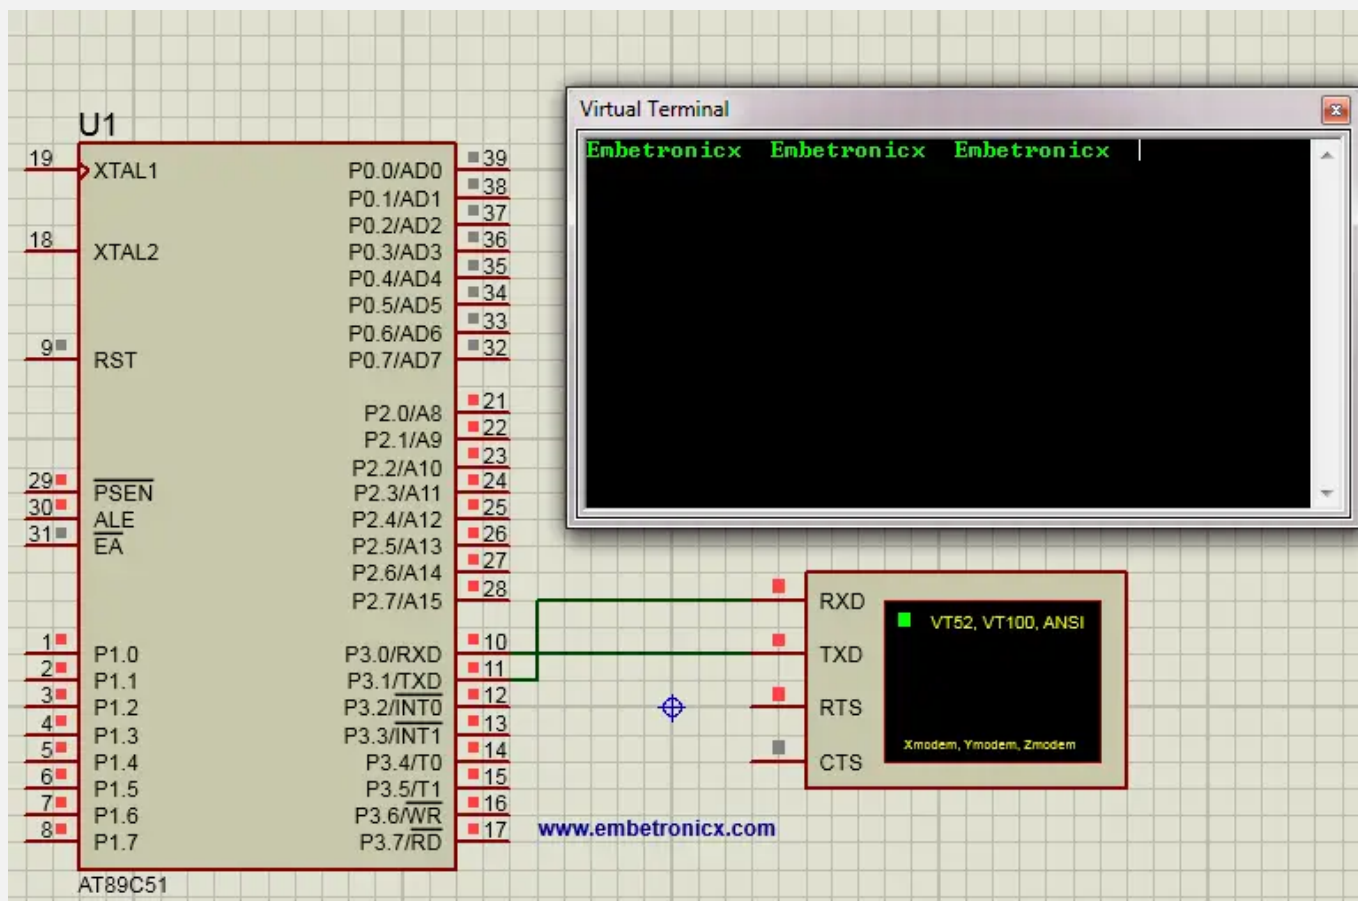 U1
Virtual Terminal
Embetronicx Embetronicx Embetronicx
19 XTAL1
18 XTAL2
9 RST
29 PSEN
30 ALE
31 EA
1 P1.0
2 P1.1
3 P1.2
4 P1.3
5 P1.4
6 P1.5
7 P1.6
8 P1.7
P0.0/AD0 39
P0.1/AD1 38
P0.2/AD2 37
P0.3/AD3 36
P0.4/AD4 35
P0.5/AD5 34
P0.6/AD6 33
P0.7/AD7 32
P2.0/A8 21
P2.1/A9 22
P2.2/A10 23
P2.3/A11 24
P2.4/A12 25
P2.5/A13 26
P2.6/A14 27
P2.7/A15 28
P3.0/RXD 10
P3.1/TXD 11
P3.2/INT0 12
P3.3/INT1 13
P3.4/T0 14
P3.5/T1 15
P3.6/WR 16
P3.7/RD 17
AT89C51
RXD
TXD
RTS
CTS
VT52, VT100, ANSI
Xmodem, Ymodem, Zmodem
www.embetronicx.com